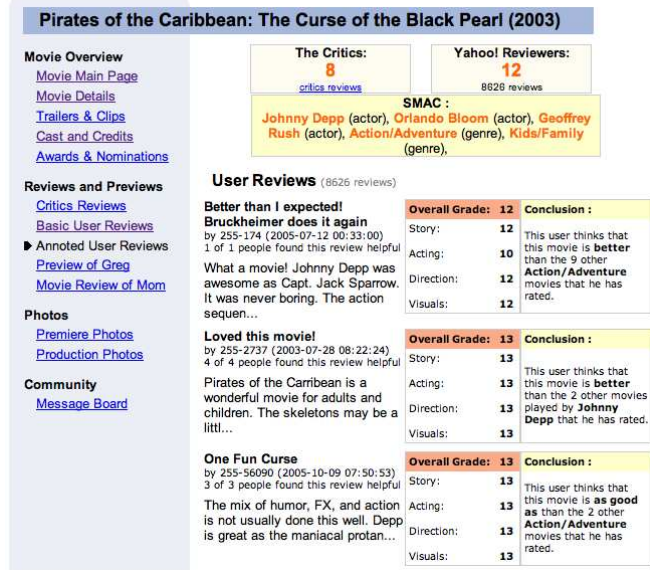 Pirates of the Caribbean: The Curse of the Black Pearl (2003)
Movie Overview
Movie Main Page
Movie Details
Trailers & Clips
Cast and Credits
Awards & Nominations
Reviews and Previews
Critics Reviews
Basic User Reviews
Annoted User Reviews
Preview of Greg
Movie Review of Mom
Photos
Premiere Photos
Production Photos
Community
Message Board
The Critics:
8
critics reviews
Yahoo! Reviewers:
12
8626 reviews
SMAC :
Johnny Depp (actor), Orlando Bloom (actor), Geoffrey
Rush (actor), Action/Adventure (genre), Kids/Family
(genre),
User Reviews (8626 reviews)
Better than I expected!
Bruckheimer does it again
by 255-174 (2005-07-12 00:33:00)
1 of 1 people found this review helpful
What a movie! Johnny Depp was
awesome as Capt. Jack Sparrow.
It was never boring. The action
sequen...
Overall Grade: 12
Story: 12
Acting: 10
Direction: 12
Visuals: 12
Conclusion :
This user thinks that
this movie is better
than the 9 other
Action/Adventure
movies that he has
rated.
Loved this movie!
by 255-2737 (2003-07-28 08:22:24)
4 of 4 people found this review helpful
Pirates of the Carribean is a
wonderful movie for adults and
children. The skeletons may be a
littl...
Overall Grade: 13
Story: 13
Acting: 13
Direction: 13
Visuals: 13
Conclusion :
This user thinks that
this movie is better
than the 2 other movies
played by Johnny
Depp that he has rated.
One Fun Curse
by 255-56090 (2005-10-09 07:50:53)
3 of 3 people found this review helpful
The mix of humor, FX, and action
is not usually done this well. Depp
is great as the maniacal protan...
Overall Grade: 13
Story: 13
Acting: 13
Direction: 13
Visuals: 13
Conclusion :
This user thinks that
this movie is as good
as than the 2 other
Action/Adventure
movies that he has
rated.